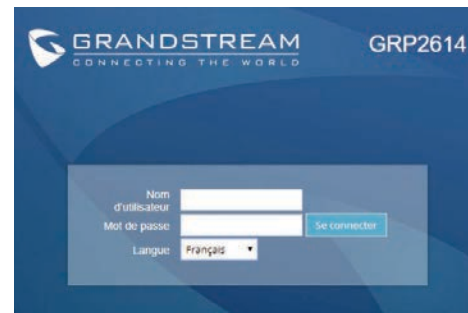 GRANDSTREAM
CONNECTING THE WORLD
GRP2614
Nom
d'utilisateur
Mot de passe
Se connecter
Langue
Français